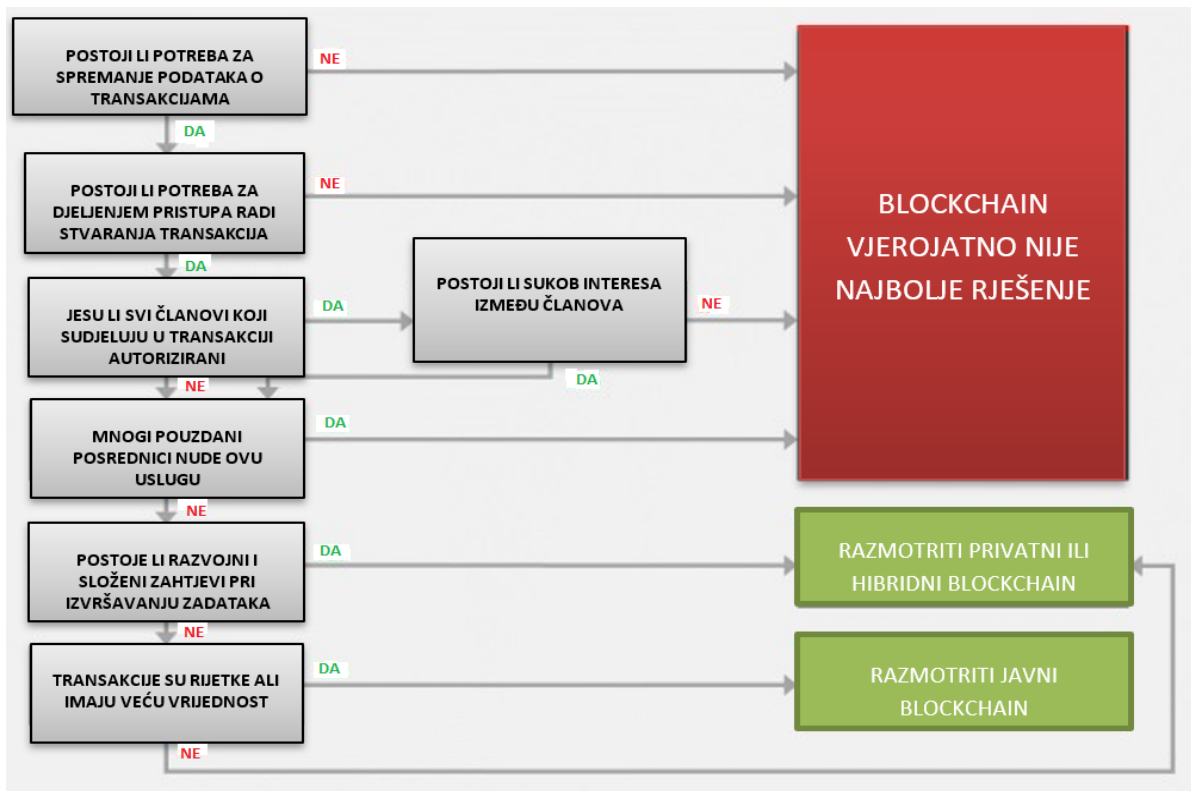 POSTOJI LI POTREBA ZA
SPREMANJE PODATAKA O
TRANSAKCIJAMA
NE
DA
POSTOJI LI POTREBA ZA
DJELJENJEM PRISTUPA RADI
STVARANJA TRANSAKCIJA
NE
DA
JESU LI SVI ČLANOVI KOJI
SUDJELUJU U TRANSAKCIJI
AUTORIZIRANI
DA
NE
POSTOJI LI SUKOB INTERESA
IZMEĐU ČLANOVA
NE
DA
MNOGI POUZDANI
POSREDNICI NUDE OVU
USLUGU
DA
NE
POSTOJE LI RAZVOJNI I
SLOŽENI ZAHTJEVI PRI
IZVRŠAVANJU ZADATAKA
DA
NE
TRANSAKCIJE SU RIJETKE ALI
IMAJU VEĆU VRIJEDNOST
DA
NE
BLOCKCHAIN
VJEROJATNO NIJE
NAJBOLJE RJEŠENJE
RAZMOTRITI PRIVATNI ILI
HIBRIDNI BLOCKCHAIN
RAZMOTRITI JAVNI
BLOCKCHAIN